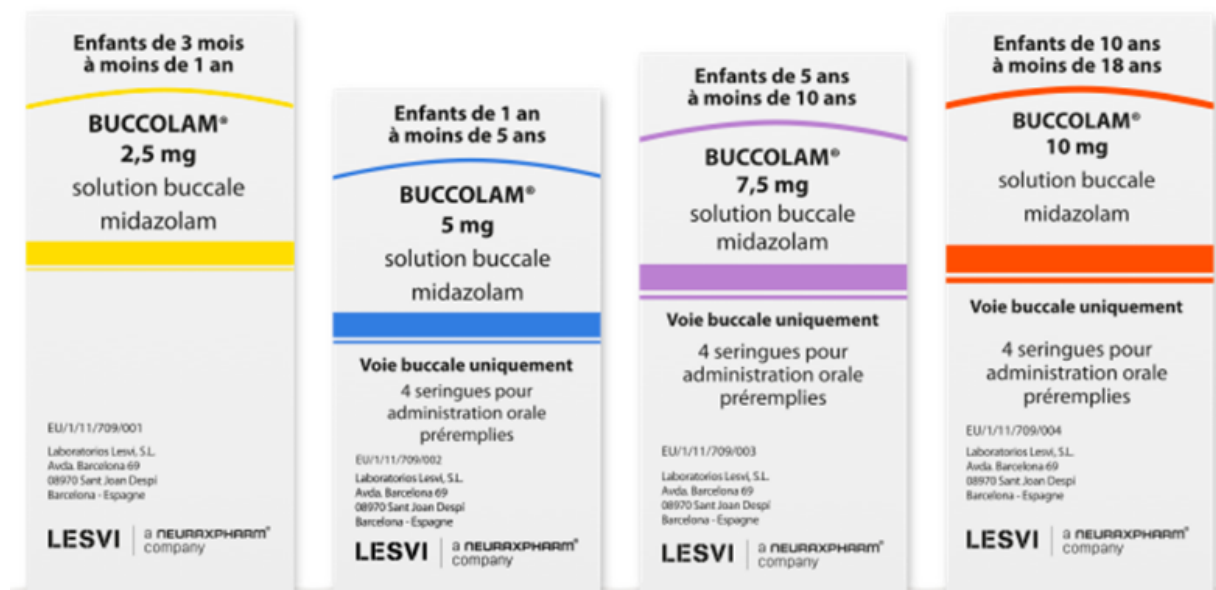 Enfants de 3 mois
à moins de 1 an
BUCCOLAM®
2,5 mg
solution buccale
midazolam
EU/1/11/709/001
Laboratorios Lesvi, S.L.
Avda. Barcelona 69
08970 Sant Joan Despí
Barcelona - Espagne
LESVI
a neuraxpharm®
company
Enfants de 1 an
à moins de 5 ans
BUCCOLAM®
5 mg
solution buccale
midazolam
Voie buccale uniquement
4 seringues pour
administration orale
préremplies
EU/1/11/709/002
Laboratorios Lesvi, S.L.
Avda. Barcelona 69
08970 Sant Joan Despí
Barcelona - Espagne
LESVI
a neuraxpharm®
company
Enfants de 5 ans
à moins de 10 ans
BUCCOLAM®
7,5 mg
solution buccale
midazolam
Voie buccale uniquement
4 seringues pour
administration orale
préremplies
EU/1/11/709/003
Laboratorios Lesvi, S.L.
Avda. Barcelona 69
08970 Sant Joan Despí
Barcelona - Espagne
LESVI
a neuraxpharm®
company
Enfants de 10 ans
à moins de 18 ans
BUCCOLAM®
10 mg
solution buccale
midazolam
Voie buccale uniquement
4 seringues pour
administration orale
préremplies
EU/1/11/709/004
Laboratorios Lesvi, S.L.
Avda. Barcelona 69
08970 Sant Joan Despí
Barcelona - Espagne
LESVI
a neuraxpharm®
company